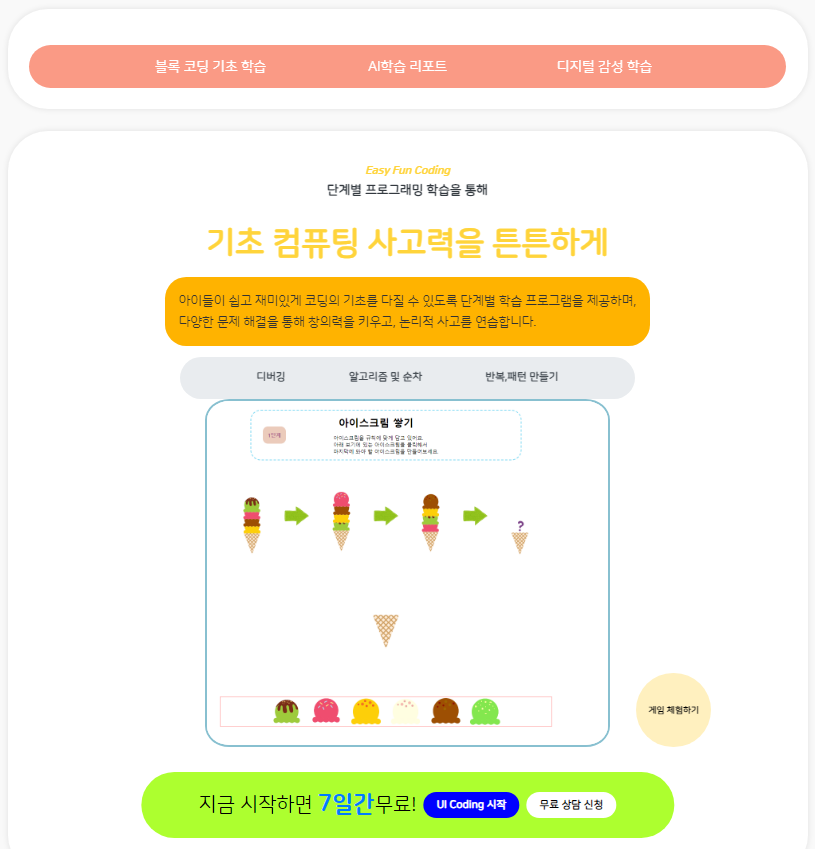 블록 코딩 기초 학습
AI학습 리포트
디지털 감성 학습
Easy Fun Coding
단계별 프로그래밍 학습을 통해
기초 컴퓨팅 사고력을 튼튼하게
아이들이 쉽고 재미있게 코딩의 기초를 다질 수 있도록 단계별 학습 프로그램을 제공하며,
다양한 문제 해결을 통해 창의력을 키우고, 논리적 사고를 연습합니다.
디버깅
알고리즘 및 순차
반복,패턴 만들기
아이스크림 쌓기
1단계
아이스크림을 규칙에 맞게 담고 있어요.
아래 보기에 있는 아이스크림을 클릭해서
마지막에 와야 할 아이스크림을 만들어보세요.
?
게임 체험하기
지금 시작하면 7일간무료!
UI Coding 시작
무료 상담 신청